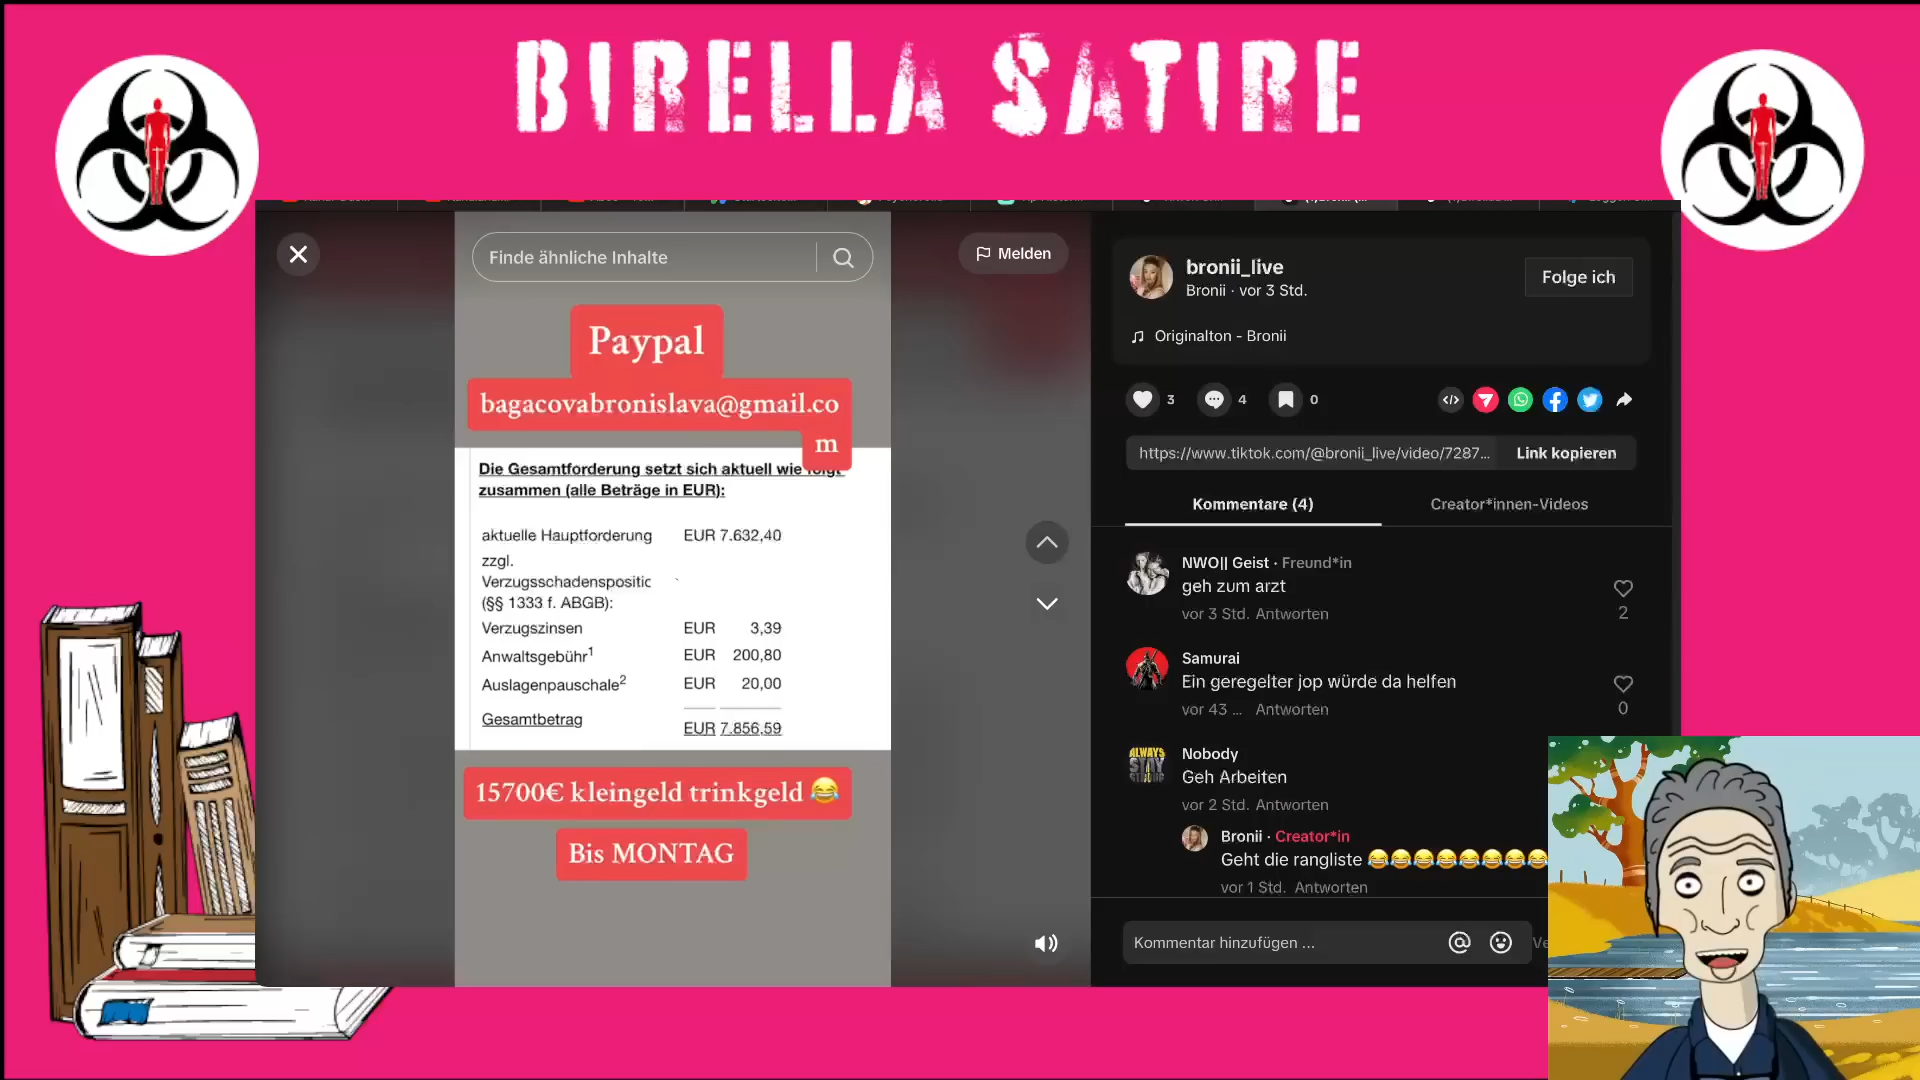 BIRELLA SATIRE
Finde ähnliche Inhalte
Melden
Paypal
bagacovabronislava@gmail.co
m
Die Gesamtforderung setzt sich aktuell wie folgt
zusammen (alle Beträge in EUR):
aktuelle Hauptforderung EUR 7.632,40
zzgl.
Verzugsschadenspositic
(§§ 1333 f. ABGB):
Verzugszinsen EUR 3,39
Anwaltsgebühr1 EUR 200,80
Auslagenpauschale2 EUR 20,00
Gesamtbetrag EUR 7.856,59
15700€ kleingeld trinkgeld 😂
Bis MONTAG
bronii_live
Bronii · vor 3 Std.
Folge ich
Originalton - Bronii
3 4 0
https://www.tiktok.com/@bronii_live/video/7287... Link kopieren
Kommentare (4) Creator*innen-Videos
NWO|| Geist · Freund*in
geh zum arzt
vor 3 Std. Antworten
2
Samurai
Ein geregelter jop würde da helfen
vor 43 ... Antworten
0
ALWAYS
STAY
STRONG
Nobody
Geh Arbeiten
vor 2 Std. Antworten
Bronii · Creator*in
Geht die rangliste 😂😂😂😂😂😂😂😂
vor 1 Std. Antworten
Kommentar hinzufügen ...